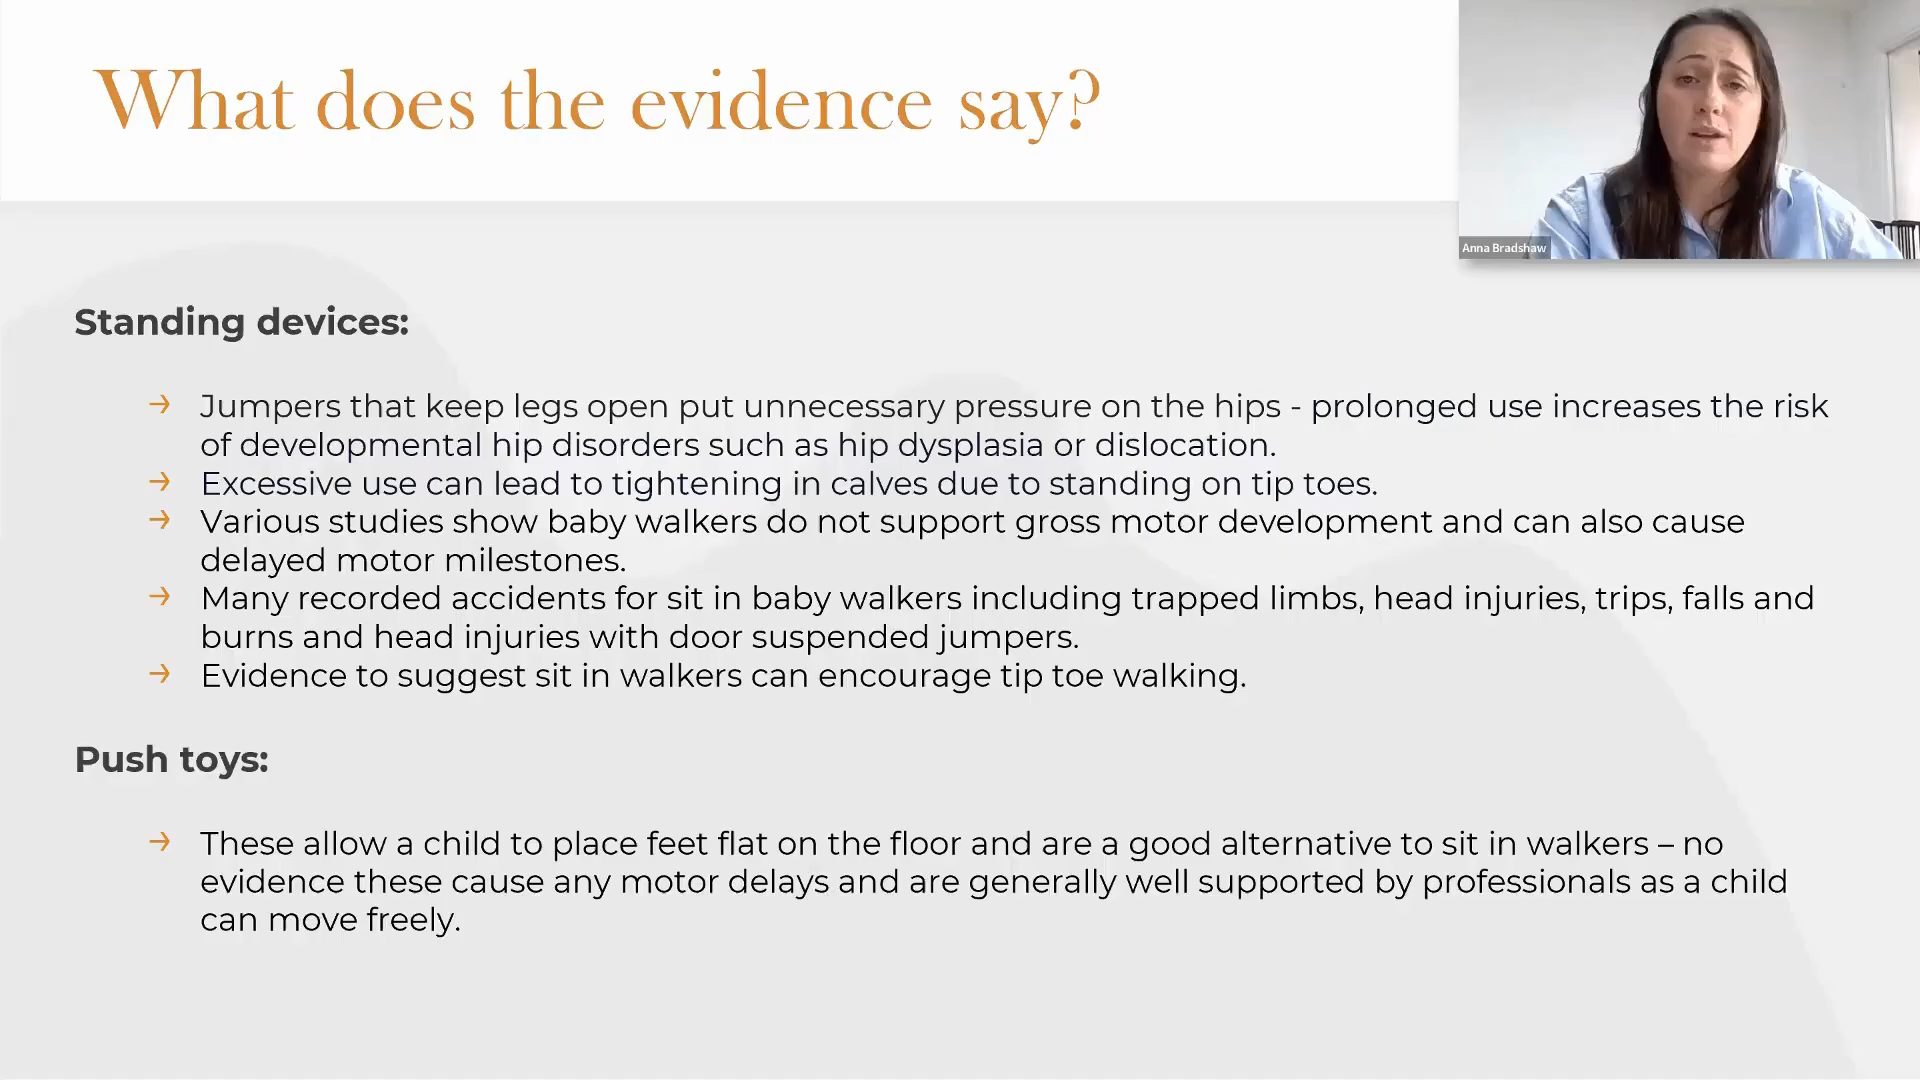 What does the evidence say?
Anna Bradshaw
Standing devices:
→ Jumpers that keep legs open put unnecessary pressure on the hips - prolonged use increases the risk
of developmental hip disorders such as hip dysplasia or dislocation.
→ Excessive use can lead to tightening in calves due to standing on tip toes.
→ Various studies show baby walkers do not support gross motor development and can also cause
delayed motor milestones.
→ Many recorded accidents for sit in baby walkers including trapped limbs, head injuries, trips, falls and
burns and head injuries with door suspended jumpers.
→ Evidence to suggest sit in walkers can encourage tip toe walking.
Push toys:
→ These allow a child to place feet flat on the floor and are a good alternative to sit in walkers – no
evidence these cause any motor delays and are generally well supported by professionals as a child
can move freely.